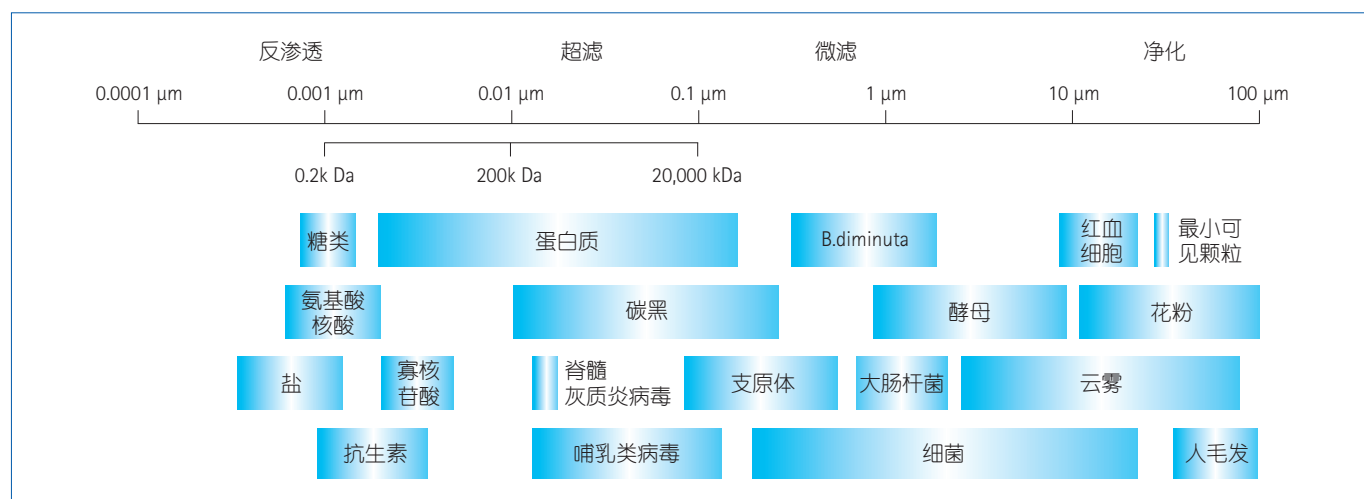 反渗透 超滤 微滤 净化
0.0001 µm 0.001 µm 0.01 µm 0.1 µm 1 µm 10 µm 100 µm
0.2k Da 200k Da 20,000 kDa
糖类 蛋白质 B.diminuta 红血
细胞 最小可
见颗粒
氨基酸
核酸 碳黑 酵母 花粉
盐 寡核
苷酸 脊髓
灰质炎病毒 支原体 大肠杆菌 云雾
抗生素 哺乳类病毒 细菌 人毛发